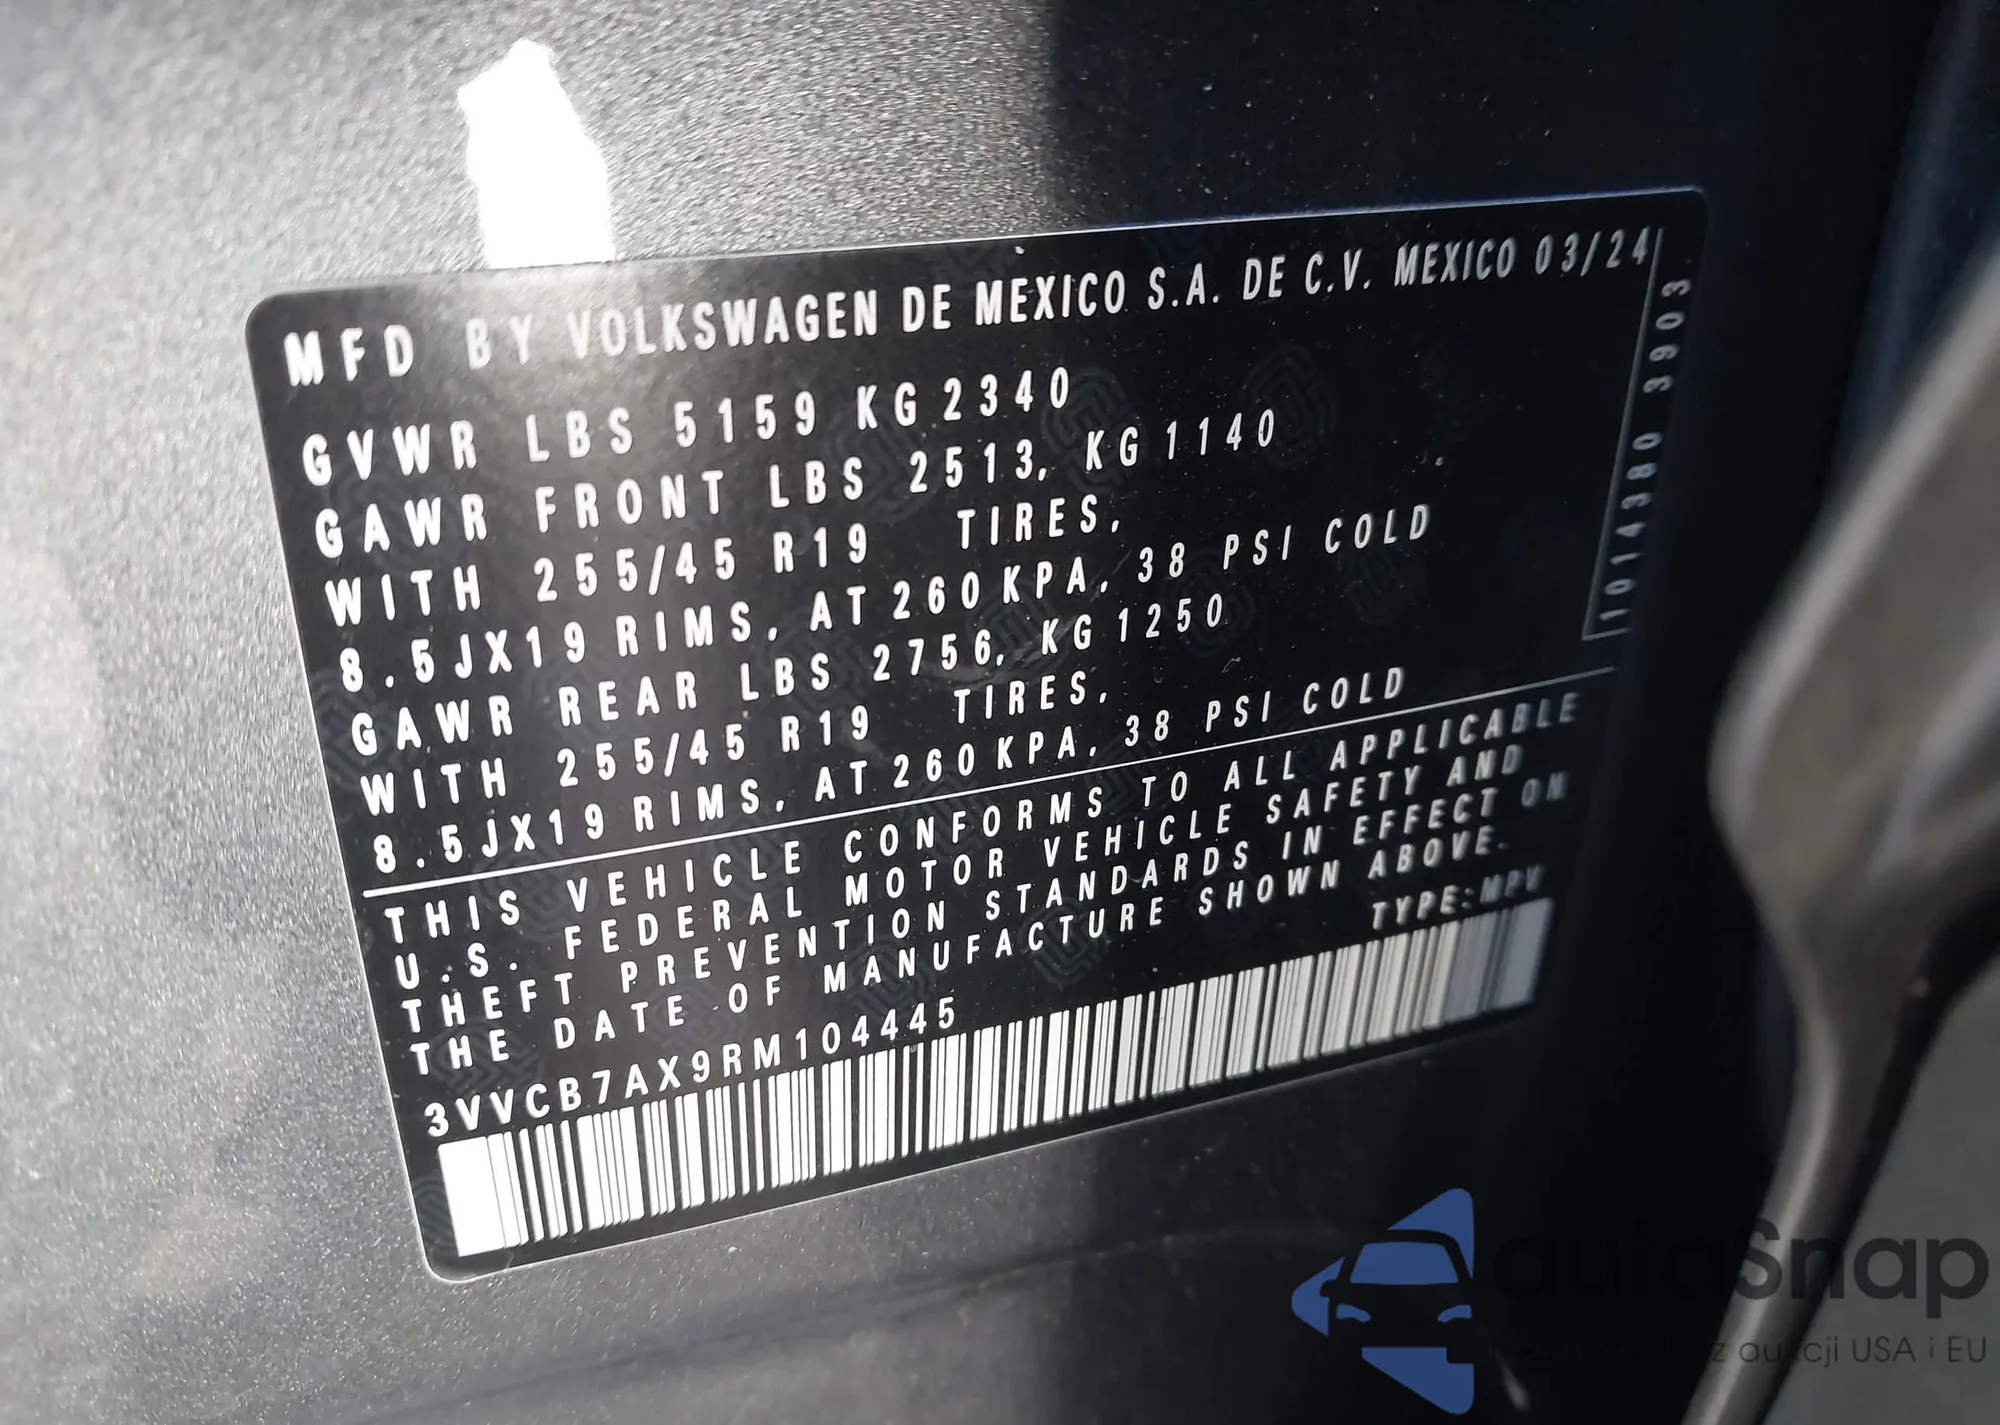 MFD BY VOLKSWAGEN DE MEXICO S.A. DE C.V. MEXICO 03/24
GVWR LBS 5159 KG 2340
GAWR FRONT LBS 2513, KG 1140
WITH 255/45 R19 TIRES,
8.5JX19 RIMS, AT 260 KPA, 38 PSI COLD
GAWR REAR LBS 2756, KG 1250
WITH 255/45 R19 TIRES,
8.5JX19 RIMS, AT 260 KPA, 38 PSI COLD
1014380 3903
THIS VEHICLE CONFORMS TO ALL APPLICABLE
U.S. FEDERAL MOTOR VEHICLE SAFETY AND
THEFT PREVENTION STANDARDS IN EFFECT ON
THE DATE OF MANUFACTURE SHOWN ABOVE.
TYPE: MPV
3VVCB7AX9RM104445
auraSnap
z aukcji USA i EU